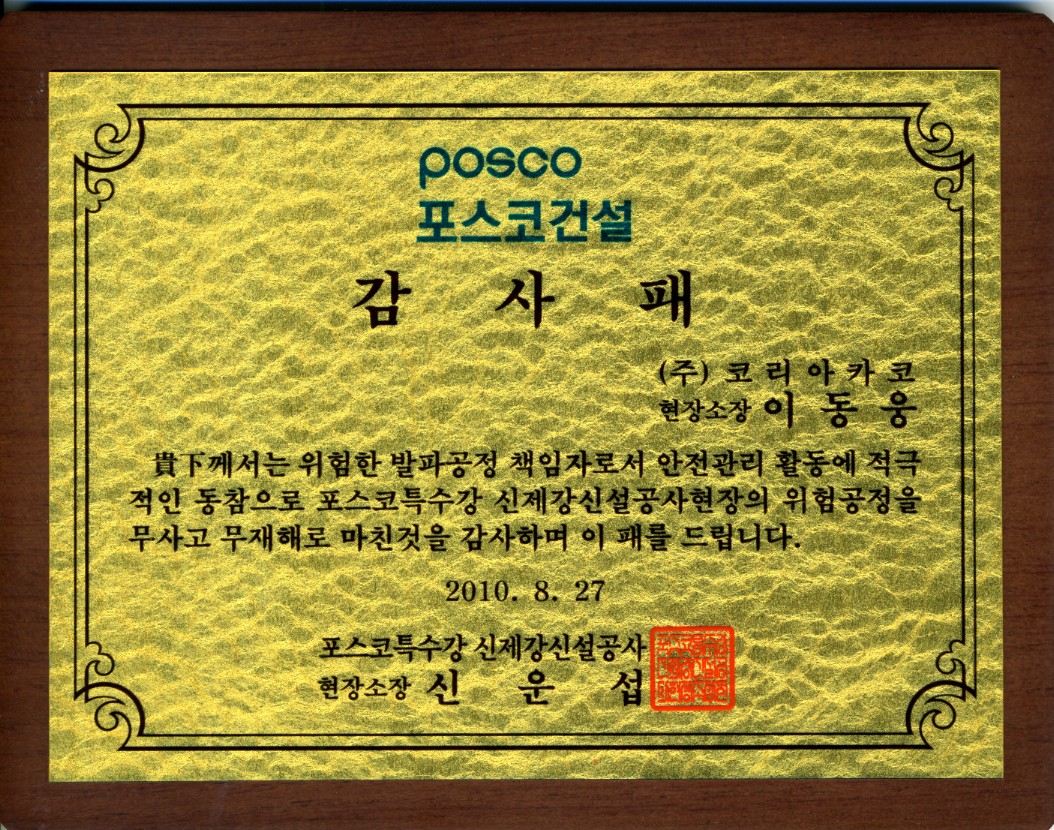 posco
포스코건설
감 사 패
(주) 코리아카코
현장소장 이 동 웅
貴下께서는 위험한 발파공정 책임자로서 안전관리 활동에 적극
적인 동참으로 포스코특수강 신제강신설공사현장의 위험공정을
무사고 무재해로 마친것을 감사하며 이 패를 드립니다.
2010. 8. 27
포스코특수강 신제강신설공사
현장소장 신 운 섭